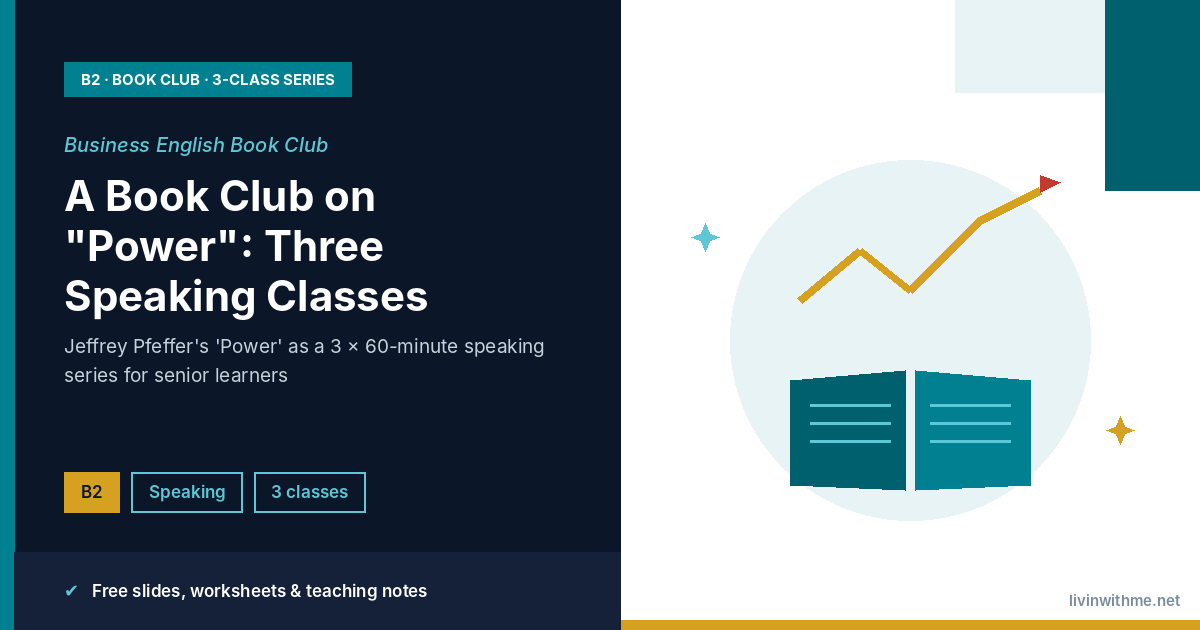 B2 · BOOK CLUB · 3-CLASS SERIES
Business English Book Club
A Book Club on
"Power": Three
Speaking Classes
Jeffrey Pfeffer's 'Power' as a 3 × 60-minute speaking
series for senior learners
B2
Speaking
3 classes
✔ Free slides, worksheets & teaching notes
livinwithme.net